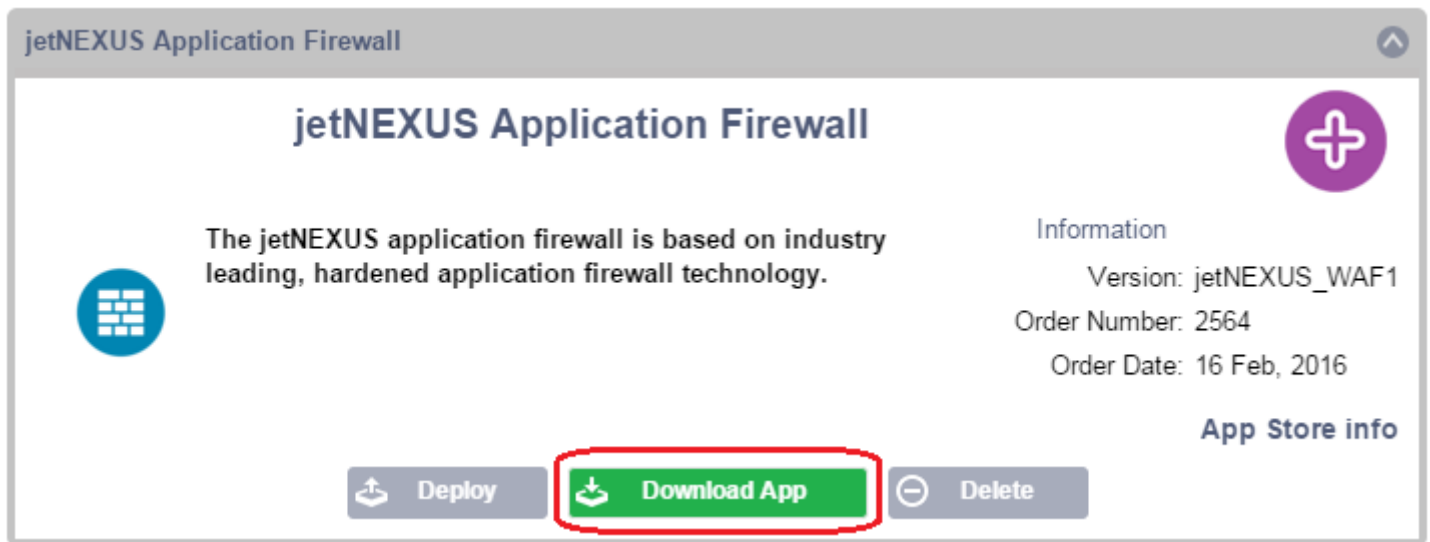 jetNEXUS Application Firewall
jetNEXUS Application Firewall
The jetNEXUS application firewall is based on industry
leading, hardened application firewall technology.
Information
Version: jetNEXUS_WAF1
Order Number: 2564
Order Date: 16 Feb, 2016
App Store info
Deploy
Download App
Delete